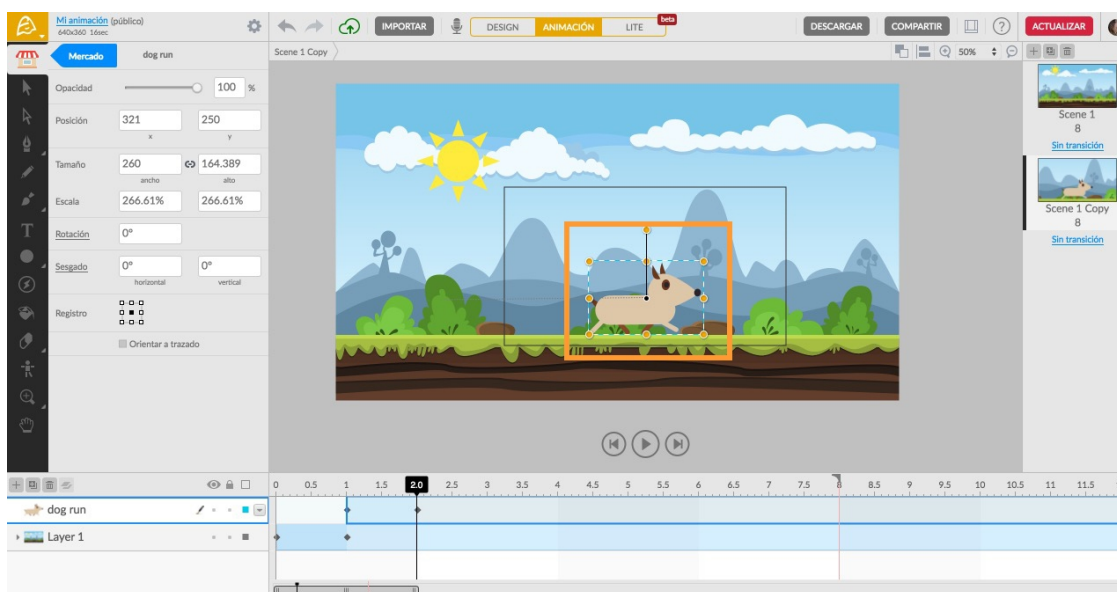 Mi animación (público)
640x360 16sec
IMPORTAR
DESIGN ANIMACIÓN LITE
beta
DESCARGAR COMPARTIR ? ACTUALIZAR
Mercado dog run
Scene 1 Copy
50%
Opacidad 100 %
Posición 321 250
x y
Tamaño 260 164.389
ancho alto
Escala 266.61% 266.61%
Rotación 0°
Sesgado 0° 0°
horizontal vertical
Registro
Orientar a trazado
T
Scene 1
8
Sin transición
Scene 1 Copy
8
Sin transición
0 0.5 1 1.5 2.0 2.5 3 3.5 4 4.5 5 5.5 6 6.5 7 7.5 8 8.5 9 9.5 10 10.5 11 11.5
dog run
Layer 1